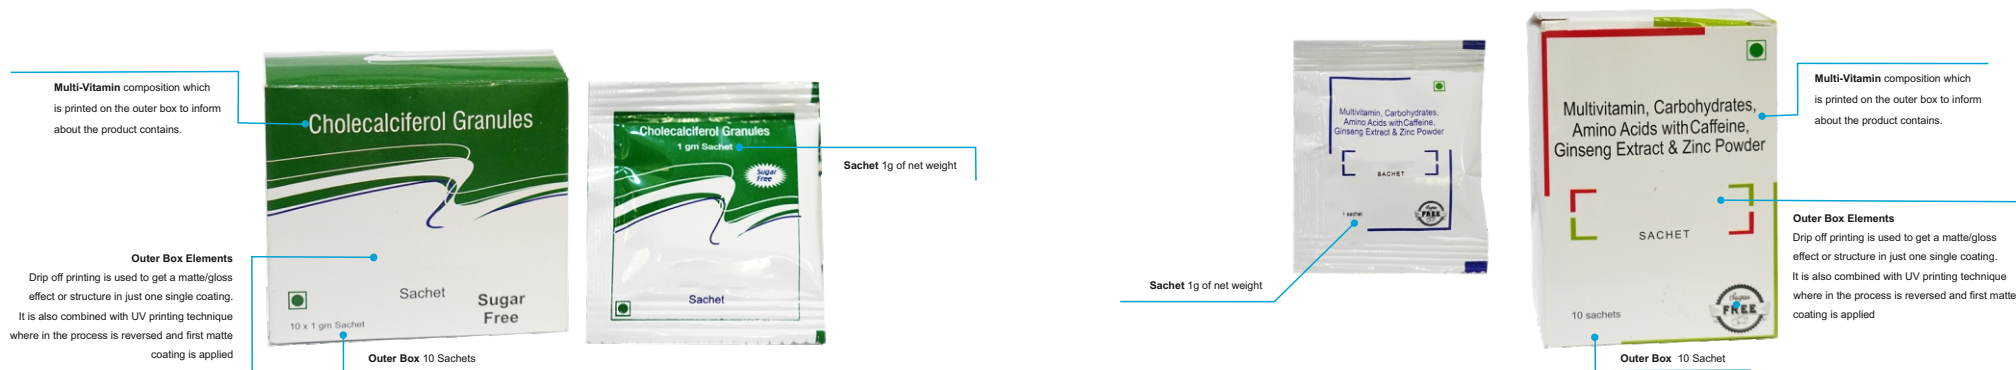 Multi-Vitamin composition which
is printed on the outer box to inform
about the product contains.
Outer Box Elements
Drip off printing is used to get a matte/gloss
effect or structure in just one single coating.
It is also combined with UV printing technique
where in the process is reversed and first matte
coating is applied
Cholecalciferol Granules
Sachet
Sugar
Free
10 x 1 gm Sachet
Outer Box 10 Sachets
Cholecalciferol Granules
1 gm Sachet
Sugar
Free
Sachet
Sachet 1g of net weight
Multivitamin, Carbohydrates,
Amino Acids with Caffeine,
Ginseng Extract & Zinc Powder
SACHET
1 sachet
Sugar
FREE
Sachet 1g of net weight
Multivitamin, Carbohydrates,
Amino Acids with Caffeine,
Ginseng Extract & Zinc Powder
SACHET
10 sachets
Sugar
FREE
Outer Box 10 Sachet
Multi-Vitamin composition which
is printed on the outer box to inform
about the product contains.
Outer Box Elements
Drip off printing is used to get a matte/gloss
effect or structure in just one single coating.
It is also combined with UV printing technique
where in the process is reversed and first matte
coating is applied